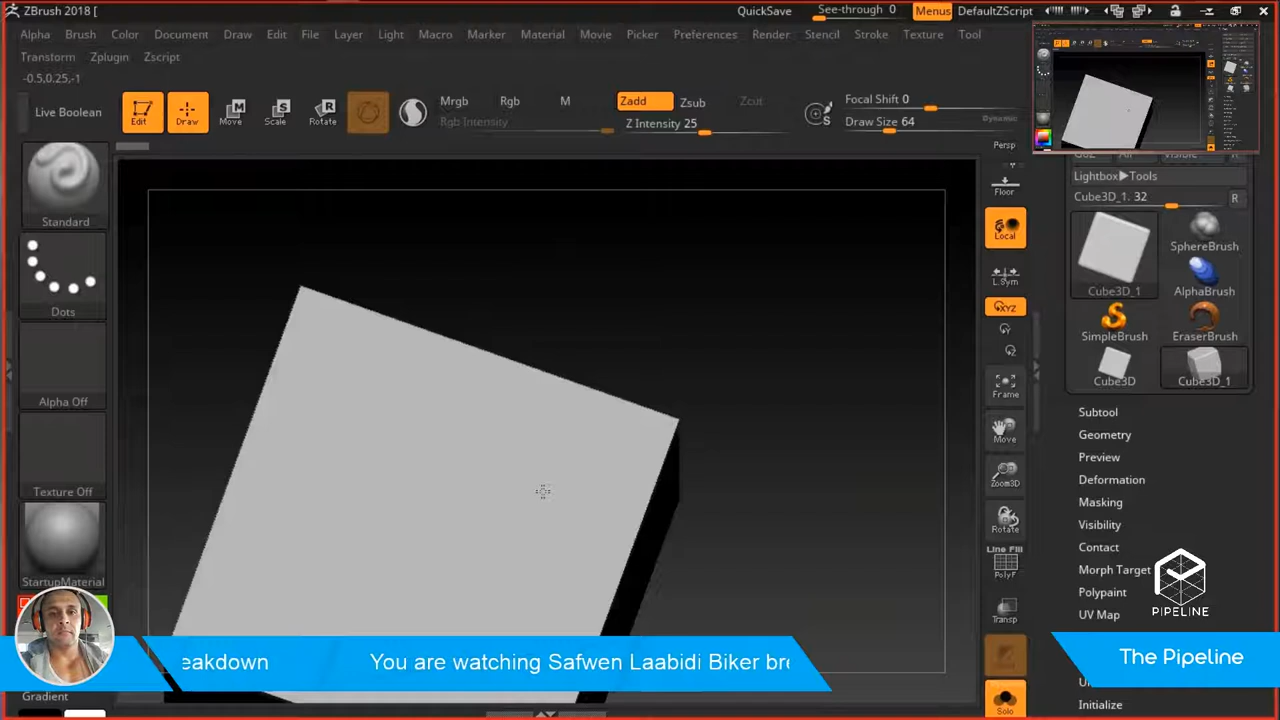 ZBrush 2018 [
QuickSave
See-through 0
Menus
DefaultZScript
Alpha Brush Color Document Draw Edit File Layer Light Macro Marker Material Movie Picker Preferences Render Stencil Stroke Texture Tool
Transform Zplugin Zscript
-0.5,0.25,-1
Live Boolean
Edit
Draw
Move
Scale
Rotate
Mrgb Rgb M
Rgb Intensity
Zadd Zsub Zcut
Z Intensity 25
Focal Shift 0
Draw Size 64
Dynamic
Standard
Dots
Alpha Off
Texture Off
StartupMaterial
Gradient
Persp
Floor
Local
L.Sym
XYZ
Frame
Move
Zoom3D
Rotate
Line Fill
PolyF
Transp
Solo
GoZ All Visible R
Lightbox▶Tools
Cube3D_1. 32 R
Cube3D_1
SphereBrush
AlphaBrush
SimpleBrush
EraserBrush
Cube3D
Cube3D_1
Subtool
Geometry
Preview
Deformation
Masking
Visibility
Contact
Morph Target
Polypaint
UV Map
Initialize
PIPELINE
eakdown
You are watching Safwen Laabidi Biker bre
The Pipeline